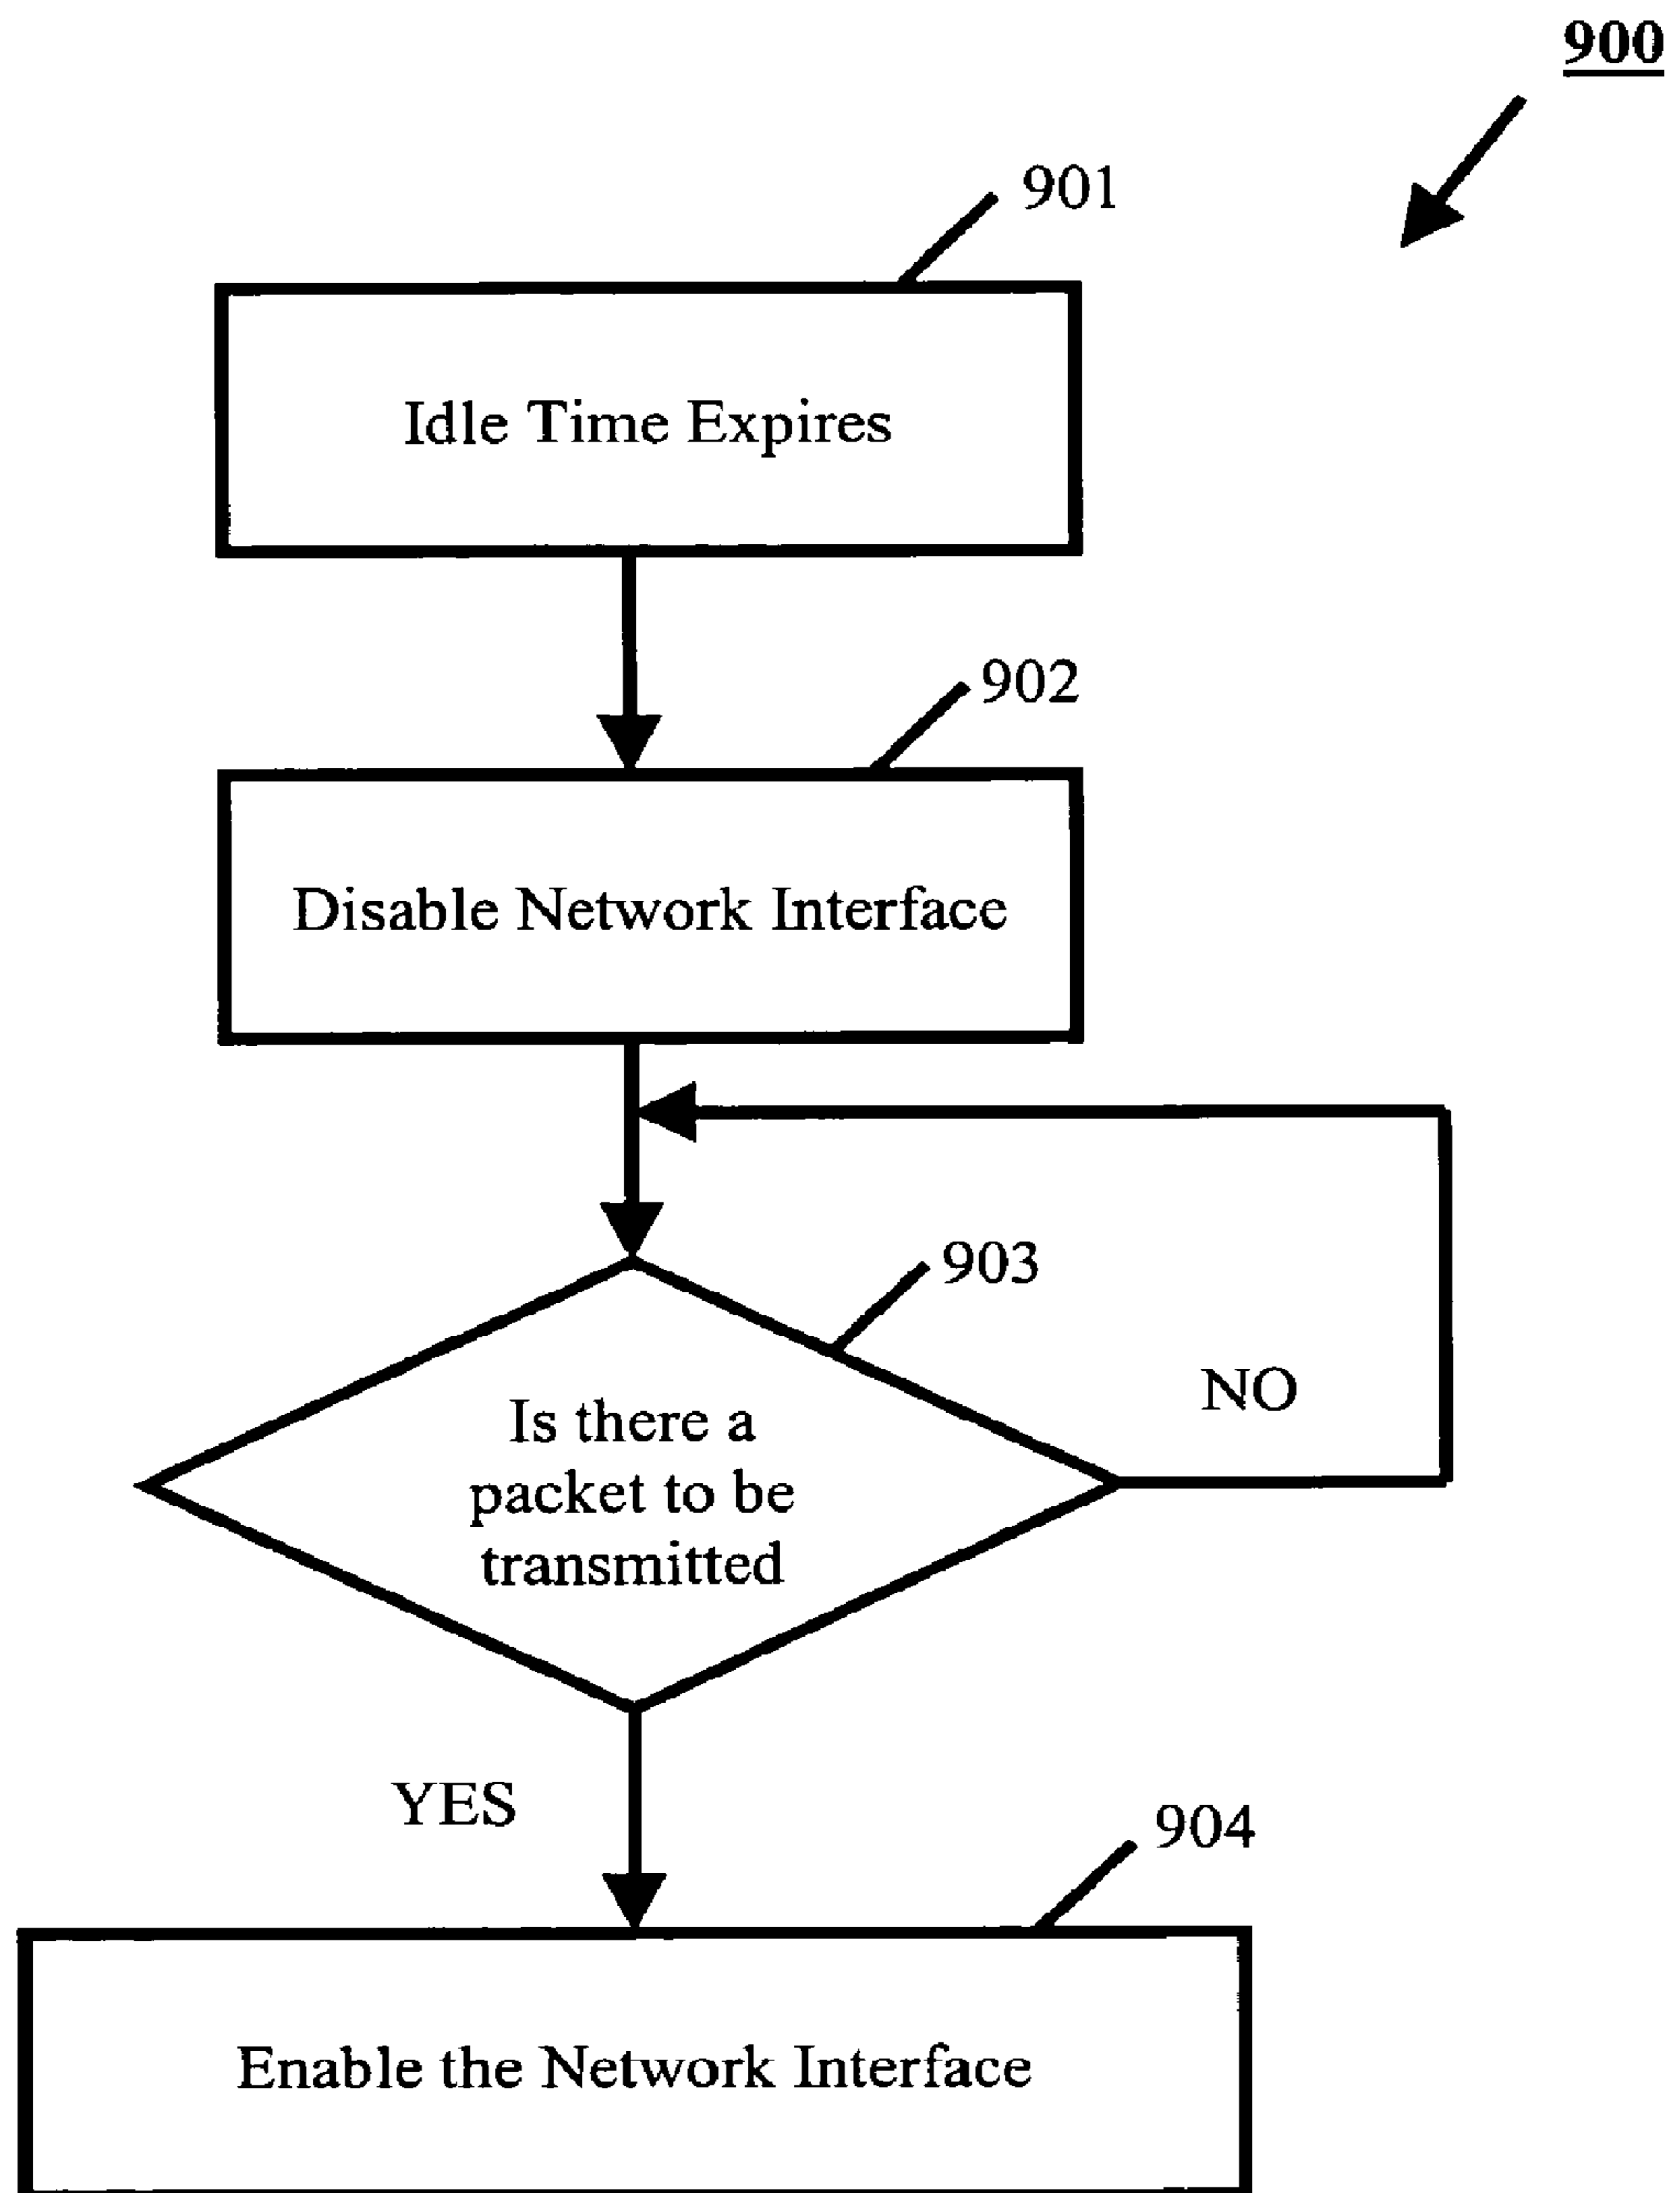 900
901
Idle Time Expires
902
Disable Network Interface
903
Is there a
packet to be
transmitted
NO
YES
904
Enable the Network Interface